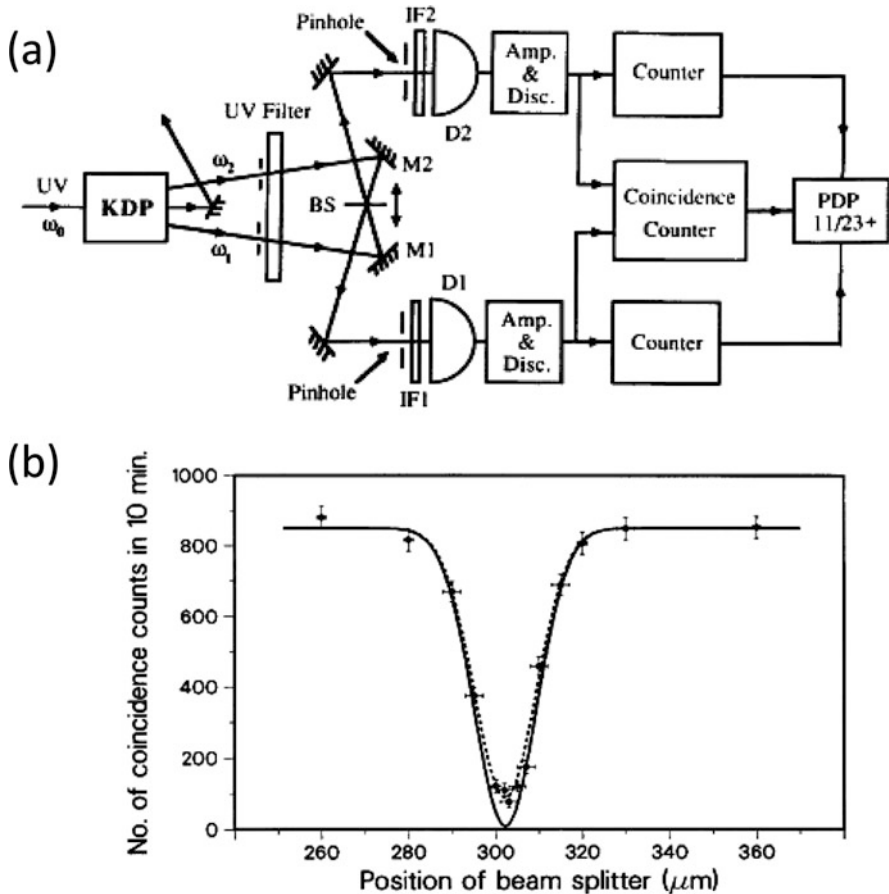 (a)
Pinhole
IF2
Amp.
&
Disc.
Counter
UV Filter
D2
ω2
M2
UV
KDP
BS
Coincidence
Counter
PDP
11/23+
ω0
ω1
M1
D1
Amp.
&
Disc.
Counter
Pinhole
IF1
(b)
No. of coincidence counts in 10 min.
1000
800
600
400
200
0
260
280
300
320
340
360
380
Position of beam splitter (μm)